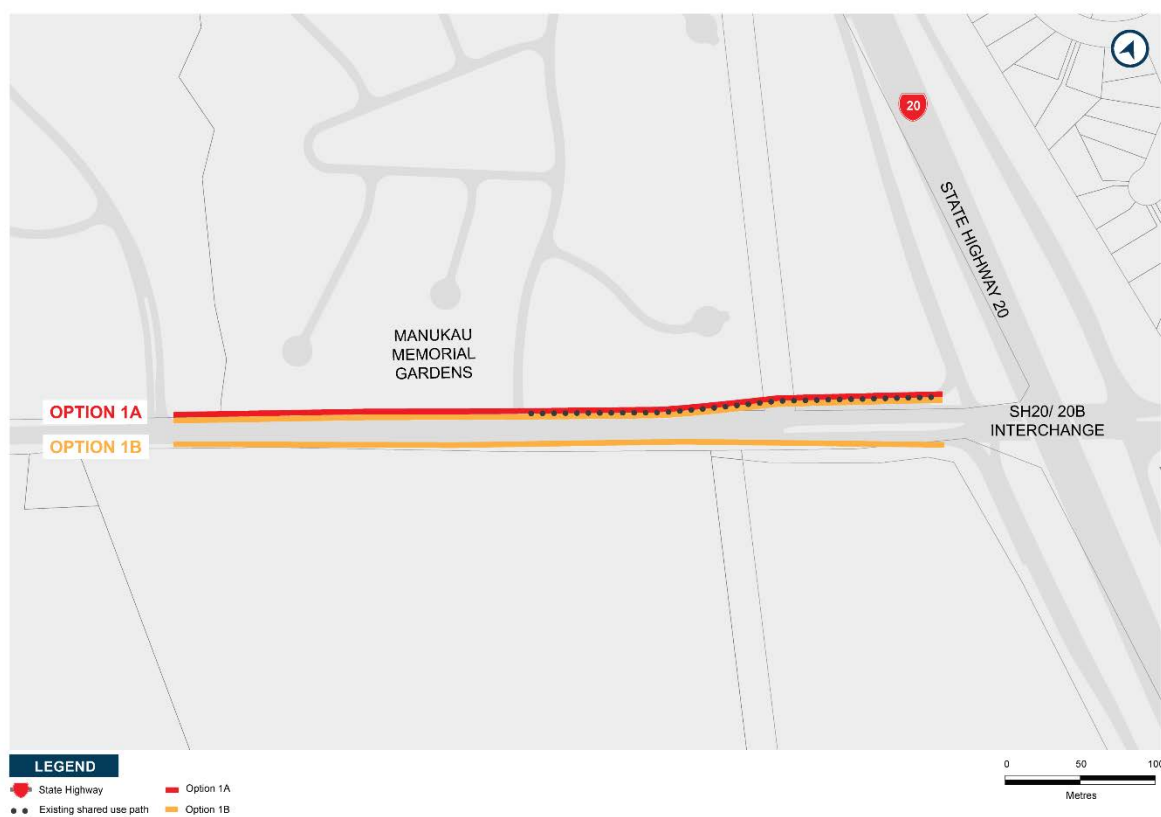 20
STATE HIGHWAY 20
MANUKAU
MEMORIAL
GARDENS
OPTION 1A
SH20/ 20B
INTERCHANGE
OPTION 1B
LEGEND
State Highway
Option 1A
Existing shared use path
Option 1B
0 50 100
Metres